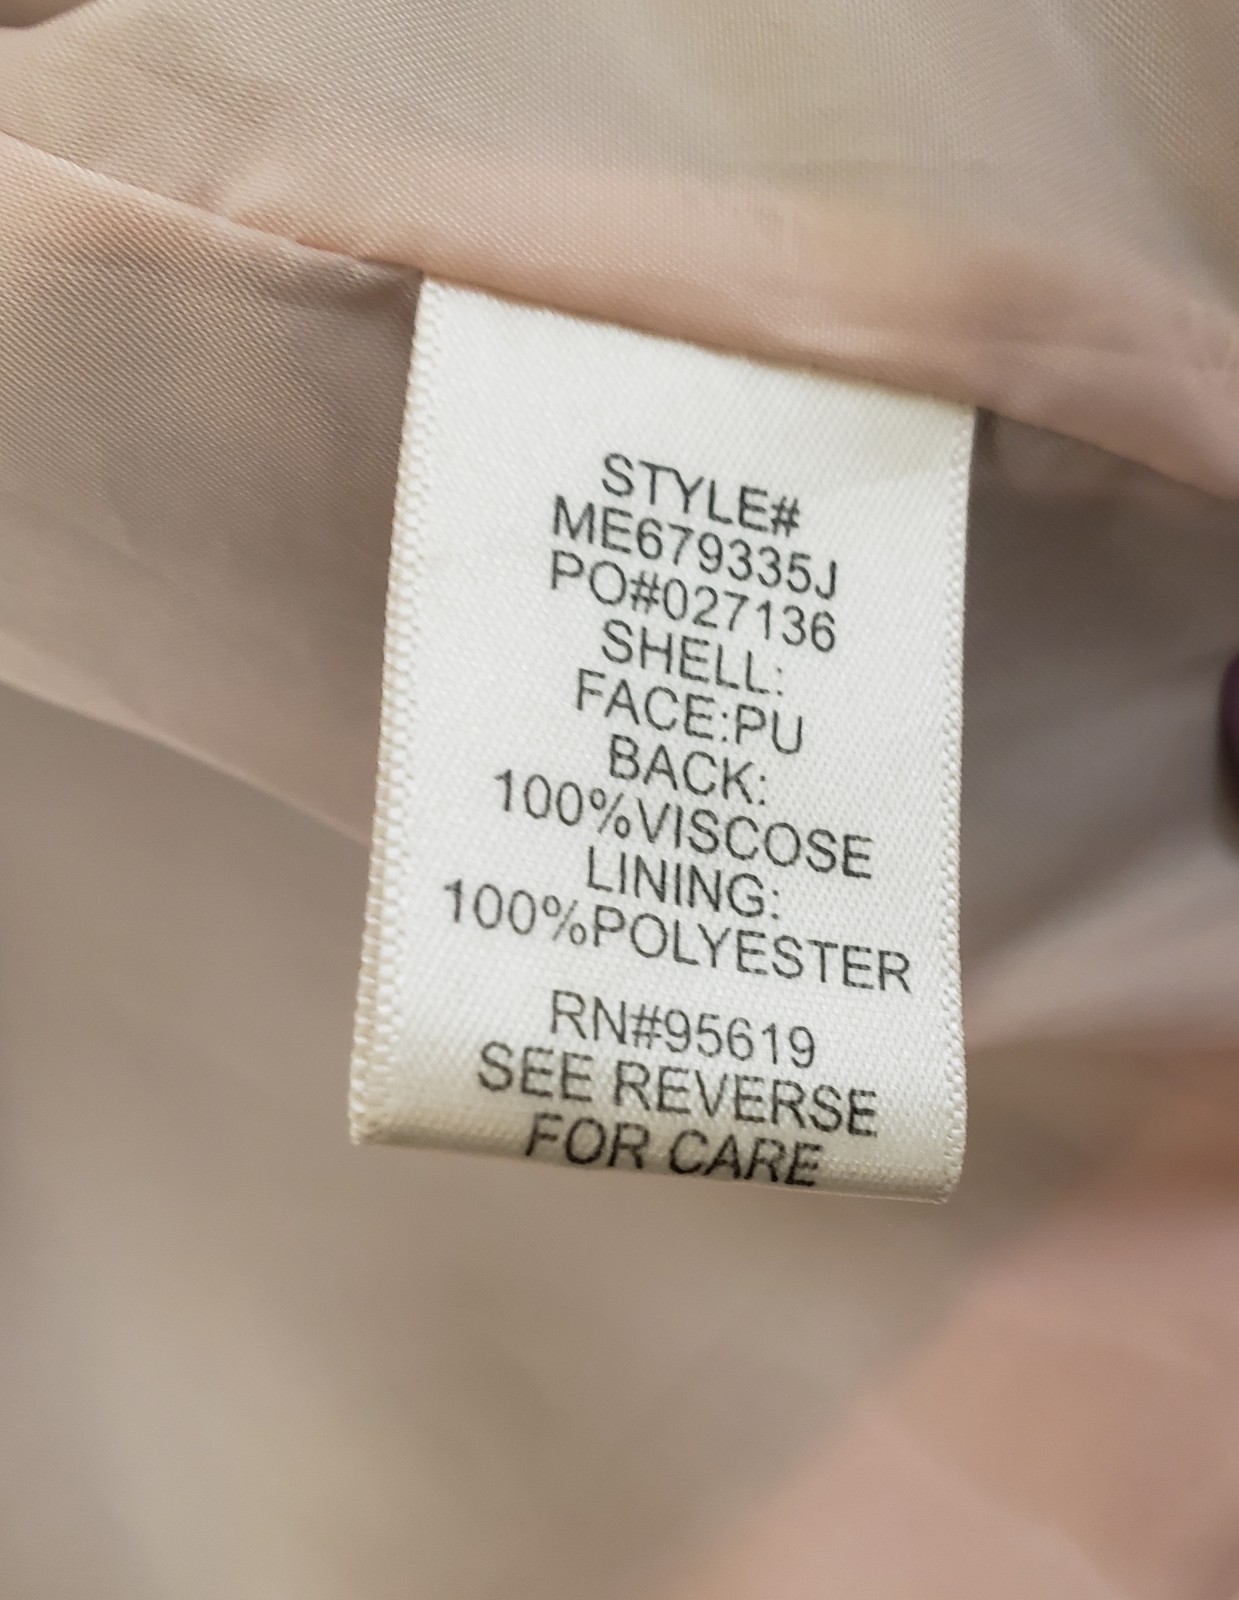 STYLE#
ME679335J
PO#027136
SHELL:
FACE:PU
BACK:
100%VISCOSE
LINING:
100%POLYESTER
RN#95619
SEE REVERSE
FOR CARE